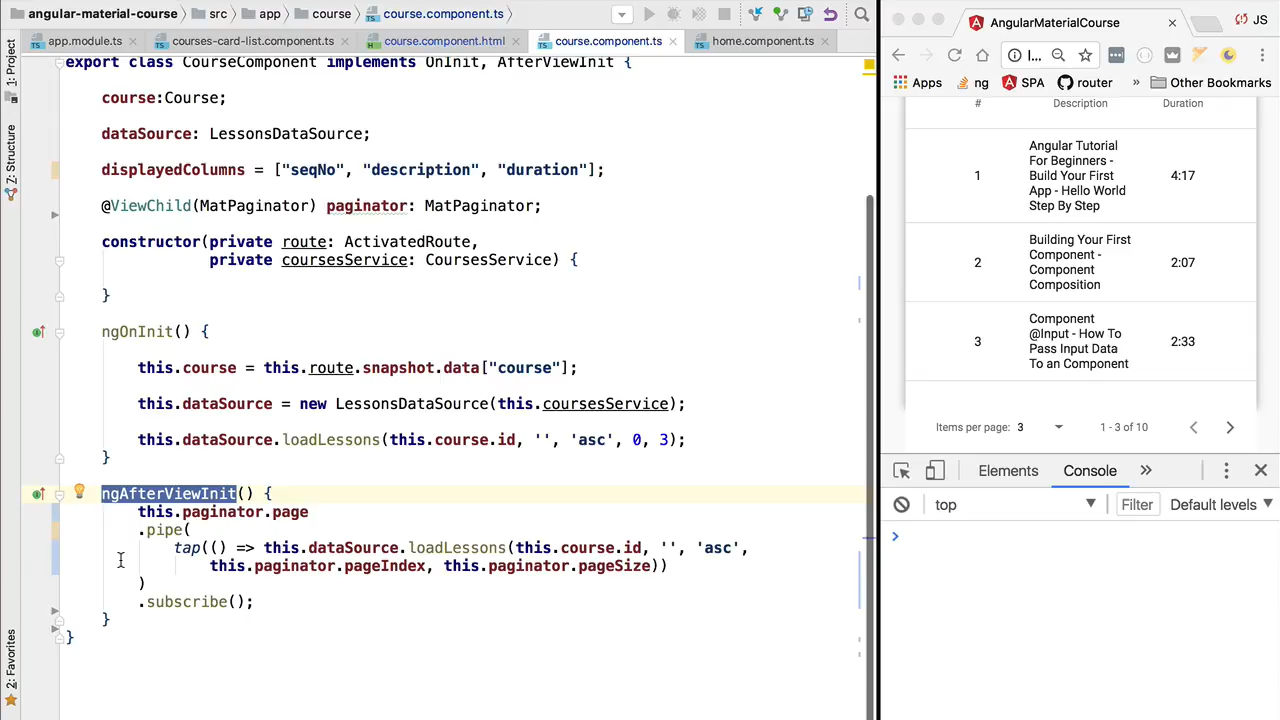 angular-material-course src app course course.component.ts
app.module.ts courses-card-list.component.ts course.component.html course.component.ts home.component.ts
1: Project
Z: Structure
2: Favorites
export class CourseComponent implements OnInit, AfterViewInit {
course:Course;
dataSource: LessonsDataSource;
displayedColumns = ["seqNo", "description", "duration"];
@ViewChild(MatPaginator) paginator: MatPaginator;
constructor(private route: ActivatedRoute,
private coursesService: CoursesService) {
}
ngOnInit() {
this.course = this.route.snapshot.data["course"];
this.dataSource = new LessonsDataSource(this.coursesService);
this.dataSource.loadLessons(this.course.id, '', 'asc', 0, 3);
}
ngAfterViewInit() {
this.paginator.page
.pipe(
tap(() => this.dataSource.loadLessons(this.course.id, '', 'asc',
this.paginator.pageIndex, this.paginator.pageSize))
)
.subscribe();
}
}
AngularMaterialCourse JS
l...
Apps ng SPA router » Other Bookmarks
# Description Duration
1
Angular Tutorial
For Beginners -
Build Your First
App - Hello World
Step By Step
4:17
2
Building Your First
Component -
Component
Composition
2:07
3
Component
@Input - How To
Pass Input Data
To an Component
2:33
Items per page: 3 1 - 3 of 10
Elements Console »
top Filter Default levels